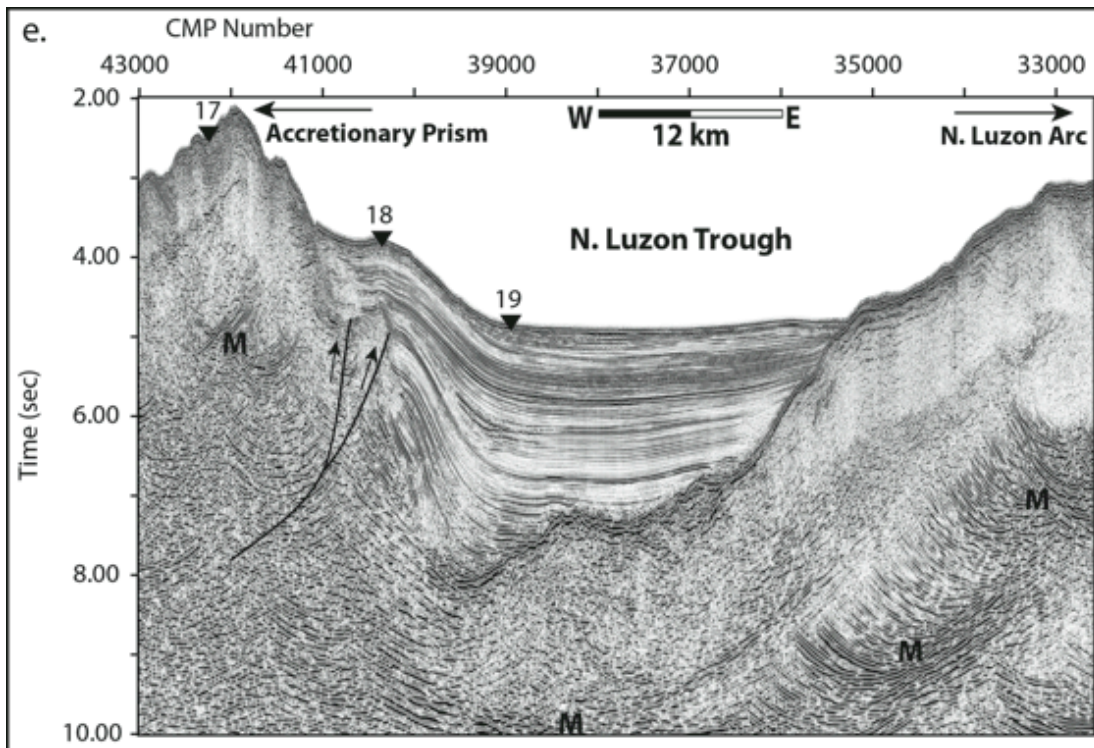 e.
CMP Number
43000 41000 39000 37000 35000 33000
2.00
17
Accretionary Prism
W E
12 km
N. Luzon Arc
18
4.00
N. Luzon Trough
19
M
6.00
Time (sec)
M
8.00
M
M
10.00